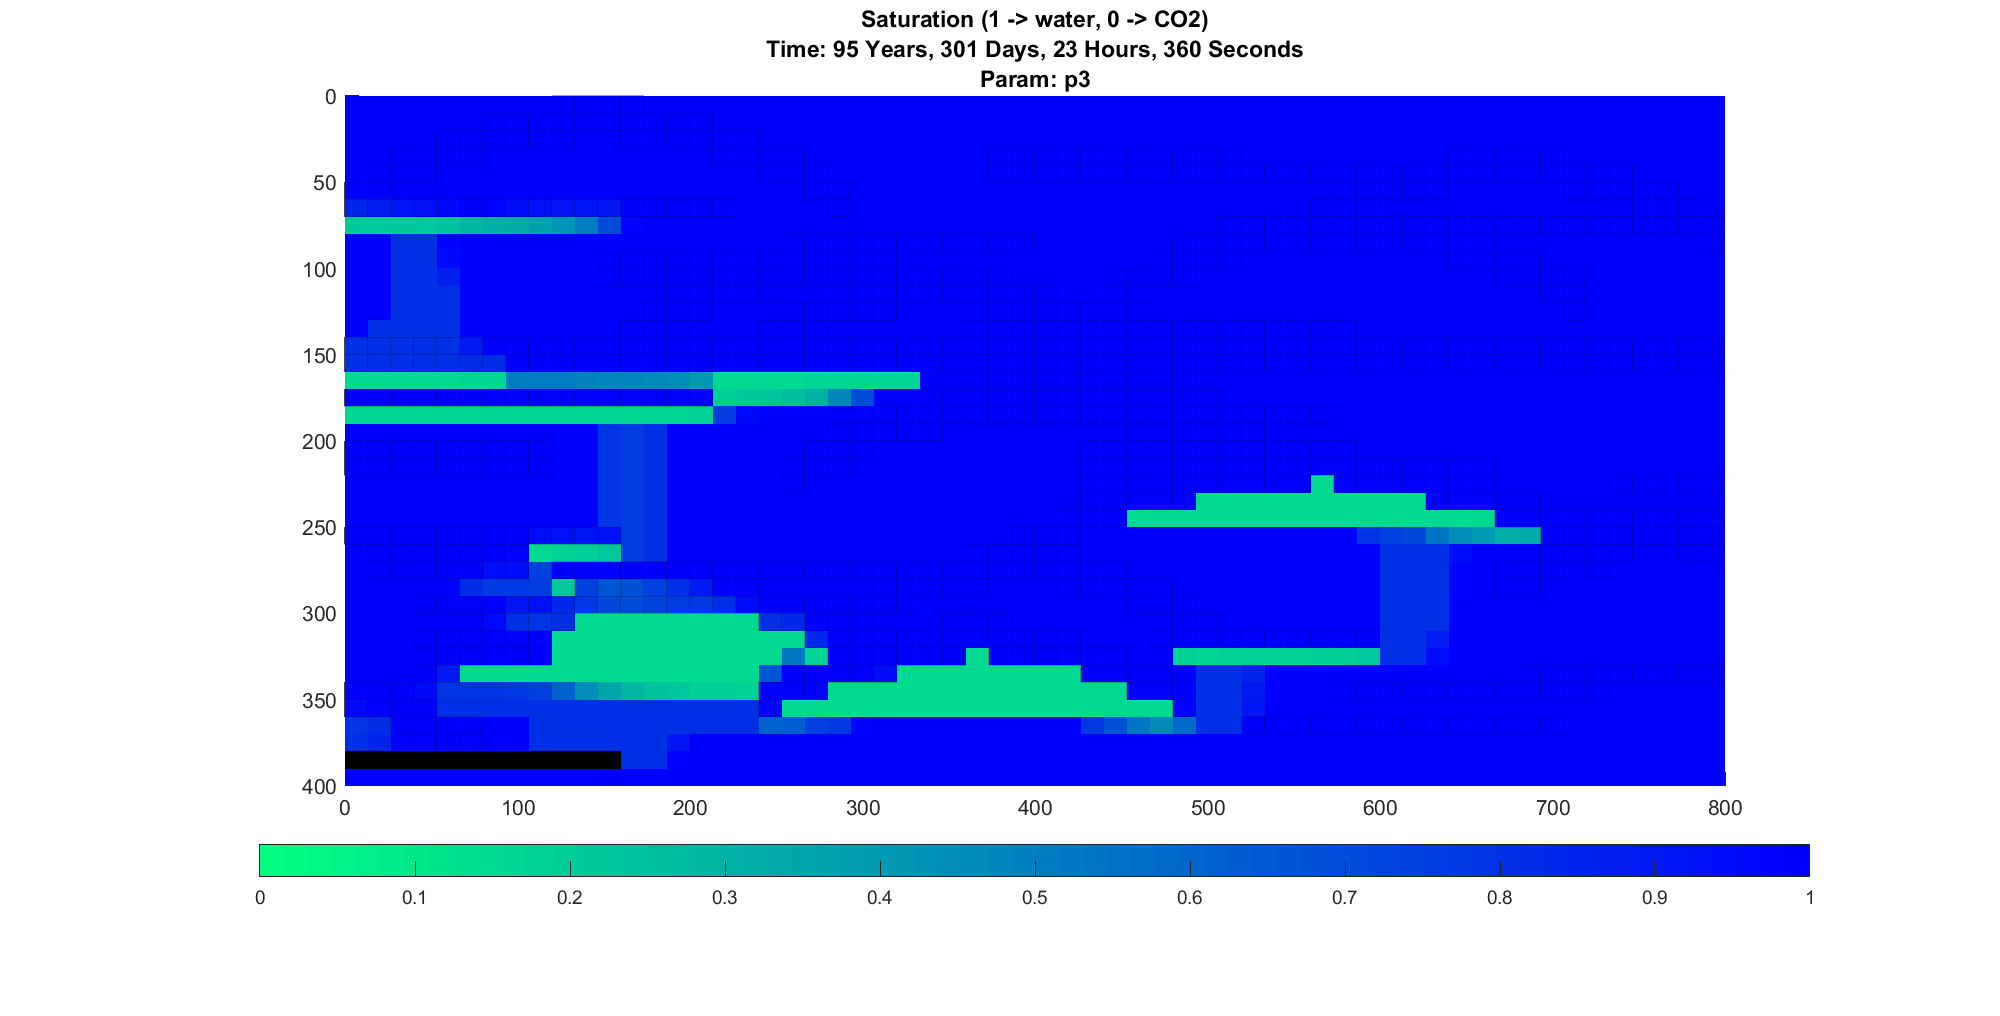 Saturation (1 -> water, 0 -> CO2)
Time: 95 Years, 301 Days, 23 Hours, 360 Seconds
Param: p3
0
50
100
150
200
250
300
350
400
0 100 200 300 400 500 600 700 800
0 0.1 0.2 0.3 0.4 0.5 0.6 0.7 0.8 0.9 1